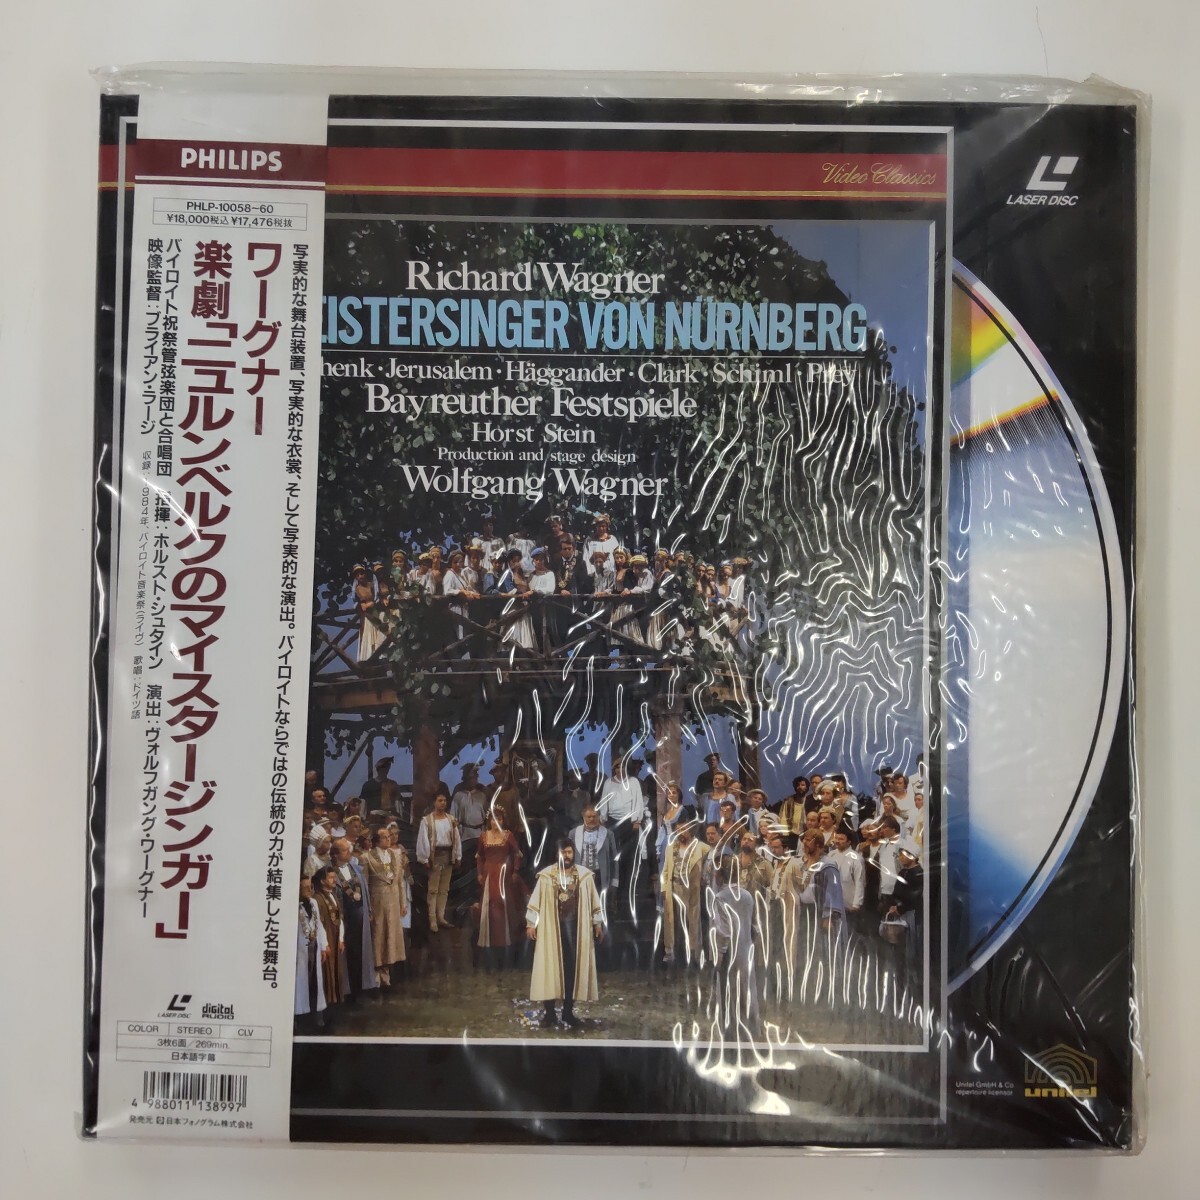 PHILIPS
PHLP-10058~60
¥18,000税込 ¥17,476税抜
写実的な舞台装置、写実的な衣裳、そして写実的な演出。バイロイトならではの伝統の力が結集した名舞台。
ワーグナー
楽劇「ニュルンベルクのマイスタージンガー」
バイロイト祝祭管弦楽団と合唱団 指揮:ホルスト・シュタイン 演出:ヴォルフガング・ワーグナー
映像監督:ブライアン・ラージ 収録:1984年、バイロイト音楽祭(ライヴ) 歌唱:ドイツ語
LASER DISC
digital AUDIO
COLOR STEREO CLV
3枚6面/269min.
日本語字幕
4 988011 138997
発売元 日本フォノグラム株式会社
Video Classics
LASER DISC
Richard Wagner
EISTERSINGER VON NÜRNBERG
henk · Jerusalem · Häggander · Clark · Schiml · Prey
Bayreuther Festspiele
Horst Stein
Production and stage design
Wolfgang Wagner
Unitel GmbH & Co.
répertoire licensor
unitel